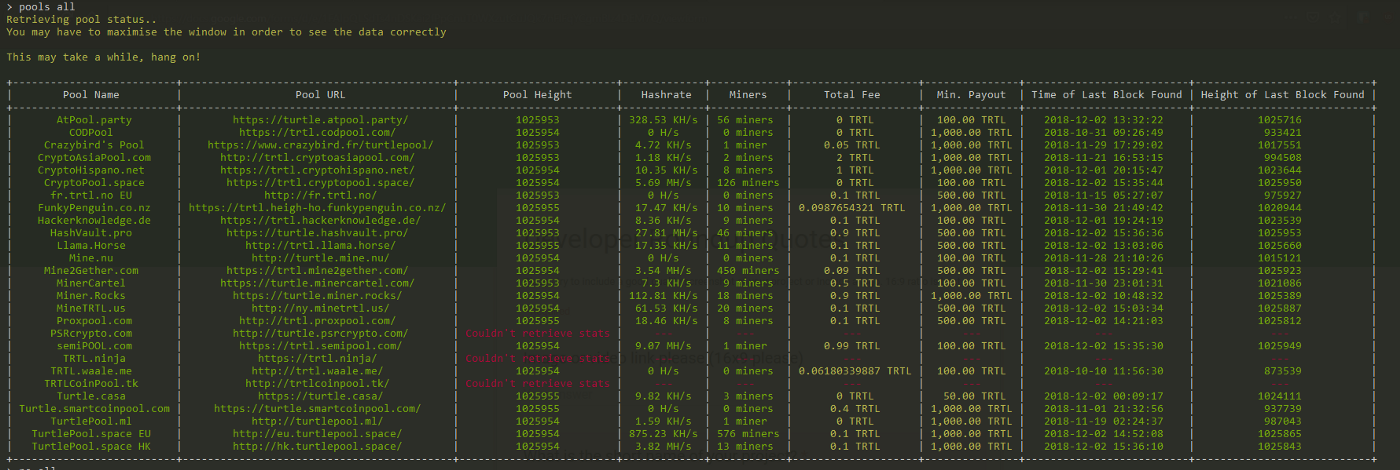 > pools all
Retrieving pool status..
You may have to maximise the window in order to see the data correctly
This may take a while, hang on!
Pool Name | Pool URL | Pool Height | Hashrate | Miners | Total Fee | Min. Payout | Time of Last Block Found | Height of Last Block Found
AtPool.party | https://turtle.atpool.party/ | 1025953 | 328.53 KH/s | 56 miners | 0 TRTL | 100.00 TRTL | 2018-12-02 13:32:22 | 1025716
CODPool | http://trtl.codpool.com/ | 1025954 | 0 H/s | 0 miners | 0 TRTL | 1,000.00 TRTL | 2018-10-31 09:26:49 | 933421
Crazybird's Pool | https://www.crazybird.fr/turtlepool/ | 1025953 | 4.72 KH/s | 1 miner | 0.05 TRTL | 1,000.00 TRTL | 2018-11-29 17:29:02 | 1017551
CryptoAsiaPool.com | http://trtl.cryptoasiapool.com/ | 1025953 | 1.18 KH/s | 2 miners | 2 TRTL | 1,000.00 TRTL | 2018-11-21 16:53:15 | 994508
CryptoHispano.net | http://trtl.cryptohispano.net/ | 1025954 | 10.35 KH/s | 8 miners | 1 TRTL | 1,000.00 TRTL | 2018-12-01 20:15:47 | 1023644
CryptoPool.space | https://trtl.cryptopool.space/ | 1025954 | 5.69 MH/s | 126 miners | 0 TRTL | 100.00 TRTL | 2018-12-02 15:35:44 | 1025950
fr.trtl.no EU | http://fr.trtl.no/ | 1025953 | 0 H/s | 0 miners | 0.1 TRTL | 500.00 TRTL | 2018-11-15 05:27:07 | 975927
FunkyPenguin.co.nz | https://trtl.heigh-ho.funkypenguin.co.nz/ | 1025955 | 17.47 KH/s | 10 miners | 0.0987654321 TRTL | 1,000.00 TRTL | 2018-11-30 21:49:42 | 1020944
Hackerknowledge.de | https://trtl.hackerknowledge.de/ | 1025954 | 8.36 KH/s | 9 miners | 0.1 TRTL | 100.00 TRTL | 2018-12-01 19:24:19 | 1023539
HashVault.pro | https://turtle.hashvault.pro/ | 1025953 | 27.81 MH/s | 46 miners | 0.9 TRTL | 500.00 TRTL | 2018-12-02 15:36:36 | 1025953
Llama.Horse | http://trtl.llama.horse/ | 1025955 | 17.35 KH/s | 11 miners | 0.1 TRTL | 500.00 TRTL | 2018-12-02 13:03:06 | 1025660
Mine.nu | http://turtle.mine.nu/ | 1025954 | 0 H/s | 0 miners | 0.1 TRTL | 100.00 TRTL | 2018-11-28 21:10:26 | 1015121
Mine2Gether.com | https://trtl.mine2gether.com/ | 1025954 | 3.54 MH/s | 450 miners | 0.09 TRTL | 500.00 TRTL | 2018-12-02 15:29:41 | 1025923
MinerCartel | https://turtle.minercartel.com/ | 1025954 | 7.3 KH/s | 9 miners | 0.5 TRTL | 100.00 TRTL | 2018-11-30 23:01:31 | 1021086
Miner.Rocks | https://turtle.miner.rocks/ | 1025954 | 112.81 KH/s | 18 miners | 0.9 TRTL | 1,000.00 TRTL | 2018-12-02 10:48:32 | 1025389
MineTRTL.us | http://ny.minetrtl.us/ | 1025954 | 61.53 KH/s | 20 miners | 0.1 TRTL | 500.00 TRTL | 2018-12-02 15:03:34 | 1025887
Proxpool.com | http://trtl.proxpool.com/ | 1025955 | 18.46 KH/s | 8 miners | 0.1 TRTL | 500.00 TRTL | 2018-12-02 14:21:03 | 1025812
PSRcrypto.com | http://turtle.psrcrypto.com/ | Couldn't retrieve stats | --- | --- | --- | --- | --- | ---
semiPOOL.com | http://trtl.semipool.com/ | 1025954 | 9.07 MH/s | 1 miner | 0.99 TRTL | 100.00 TRTL | 2018-12-02 15:35:30 | 1025949
TRTL.ninja | https://trtl.ninja/ | Couldn't retrieve stats | --- | --- | --- | --- | --- | ---
TRTL.waale.me | http://trtl.waale.me/ | 1025954 | 0 H/s | 0 miners | 0.06180339887 TRTL | 100.00 TRTL | 2018-10-10 11:56:30 | 873539
TRTLCoinPool.tk | http://trtlcoinpool.tk/ | Couldn't retrieve stats | --- | --- | --- | --- | --- | ---
Turtle.casa | https://turtle.casa/ | 1025955 | 9.82 KH/s | 3 miners | 0 TRTL | 50.00 TRTL | 2018-12-02 00:09:17 | 1024111
Turtle.smartcoinpool.com | https://turtle.smartcoinpool.com/ | 1025955 | 0 H/s | 0 miners | 0.4 TRTL | 1,000.00 TRTL | 2018-11-01 21:32:56 | 937739
TurtlePool.ml | http://turtlepool.ml/ | 1025954 | 1.59 KH/s | 1 miner | 0 TRTL | 1,000.00 TRTL | 2018-11-19 02:24:37 | 987043
TurtlePool.space EU | http://eu.turtlepool.space/ | 1025954 | 875.23 KH/s | 576 miners | 0.1 TRTL | 1,000.00 TRTL | 2018-12-02 14:52:08 | 1025865
TurtlePool.space HK | http://hk.turtlepool.space/ | 1025954 | 3.82 MH/s | 13 miners | 0.1 TRTL | 1,000.00 TRTL | 2018-12-02 15:36:10 | 1025843